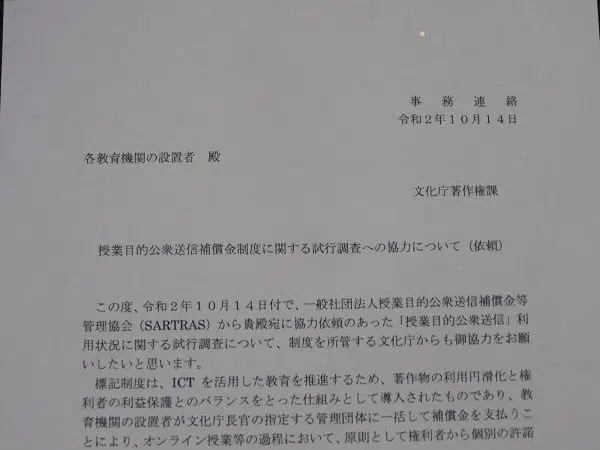 事務連絡
令和2年10月14日
各教育機関の設置者 殿
文化庁著作権課
授業目的公衆送信補償金制度に関する試行調査への協力について（依頼）
この度、令和2年10月14日付で、一般社団法人授業目的公衆送信補償金等
管理協会（SARTRAS）から貴殿宛に協力依頼のあった「授業目的公衆送信」利
用状況に関する試行調査について、制度を所管する文化庁からも御協力をお願
いしたいと思います。
標記制度は、ICT を活用した教育を推進するため、著作物の利用円滑化と権
利者の利益保護とのバランスをとった仕組みとして導入されたものであり、教
育機関の設置者が文化庁長官の指定する管理団体に一括して補償金を支払うこ
とにより、オンライン授業等の過程において、原則として権利者から個別の許諾